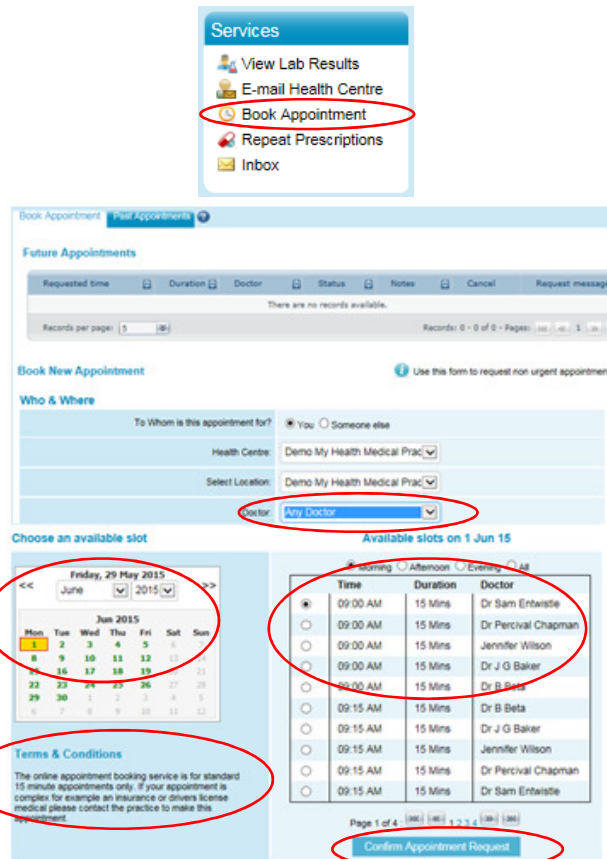 Services
View Lab Results
E-mail Health Centre
Book Appointment
Repeat Prescriptions
Inbox
Book Appointment Past Appointments
Future Appointments
Requested time Duration Doctor Status Notes Cancel Request message
There are no records available.
Records per page: 5 Records: 0 - 0 of 0 - Pages: 1
Book New Appointment
Use this form to request non urgent appointmen
Who & Where
To Whom is this appointment for? You Someone else
Health Centre: Demo My Health Medical Prac
Select Location: Demo My Health Medical Prac
Doctor: Any Doctor
Choose an available slot
Friday, 29 May 2015
<< June 2015 >>
Jun 2015
Mon Tue Wed Thu Fri Sat Sun
1 2 3 4 5 6
8 9 10 11 12 13 14
15 16 17 18 19 21
22 23 24 25 26 27 28
29 30 1 2 3 4 5
6 7 8 9 10 11 12
Terms & Conditions
The online appointment booking service is for standard
15 minute appointments only. If your appointment is
complex for example an insurance or drivers license
medical please contact the practice to make this
appointment.
Available slots on 1 Jun 15
Morning Afternoon Evening All
Time Duration Doctor
09:00 AM 15 Mins Dr Sam Entwistle
09:00 AM 15 Mins Dr Percival Chapman
09:00 AM 15 Mins Jennifer Wilson
09:00 AM 15 Mins Dr J G Baker
09:00 AM 15 Mins Dr B Beta
09:15 AM 15 Mins Dr B Beta
09:15 AM 15 Mins Dr J G Baker
09:15 AM 15 Mins Jennifer Wilson
09:15 AM 15 Mins Dr Percival Chapman
09:15 AM 15 Mins Dr Sam Entwistle
Page 1 of 4 : 1 2 3 4
Confirm Appointment Request